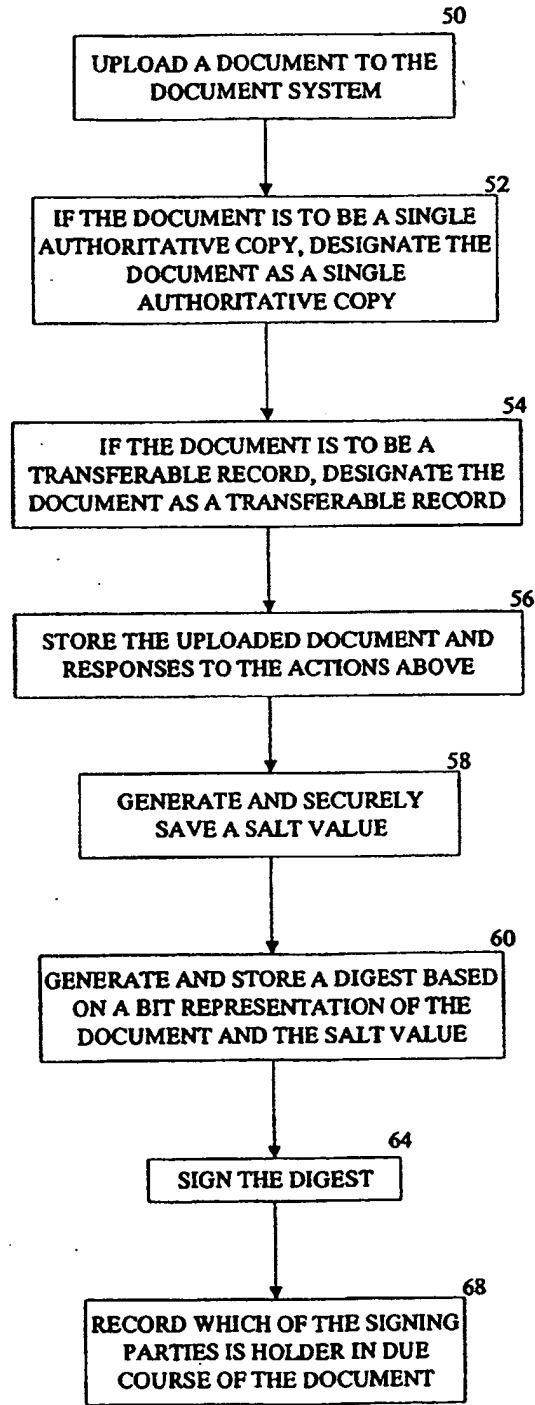 50
UPLOAD A DOCUMENT TO THE
DOCUMENT SYSTEM
52
IF THE DOCUMENT IS TO BE A SINGLE
AUTHORITATIVE COPY, DESIGNATE THE
DOCUMENT AS A SINGLE
AUTHORITATIVE COPY
54
IF THE DOCUMENT IS TO BE A
TRANSFERABLE RECORD, DESIGNATE THE
DOCUMENT AS A TRANSFERABLE RECORD
56
STORE THE UPLOADED DOCUMENT AND
RESPONSES TO THE ACTIONS ABOVE
58
GENERATE AND SECURELY
SAVE A SALT VALUE
60
GENERATE AND STORE A DIGEST BASED
ON A BIT REPRESENTATION OF THE
DOCUMENT AND THE SALT VALUE
64
SIGN THE DIGEST
68
RECORD WHICH OF THE SIGNING
PARTIES IS HOLDER IN DUE
COURSE OF THE DOCUMENT